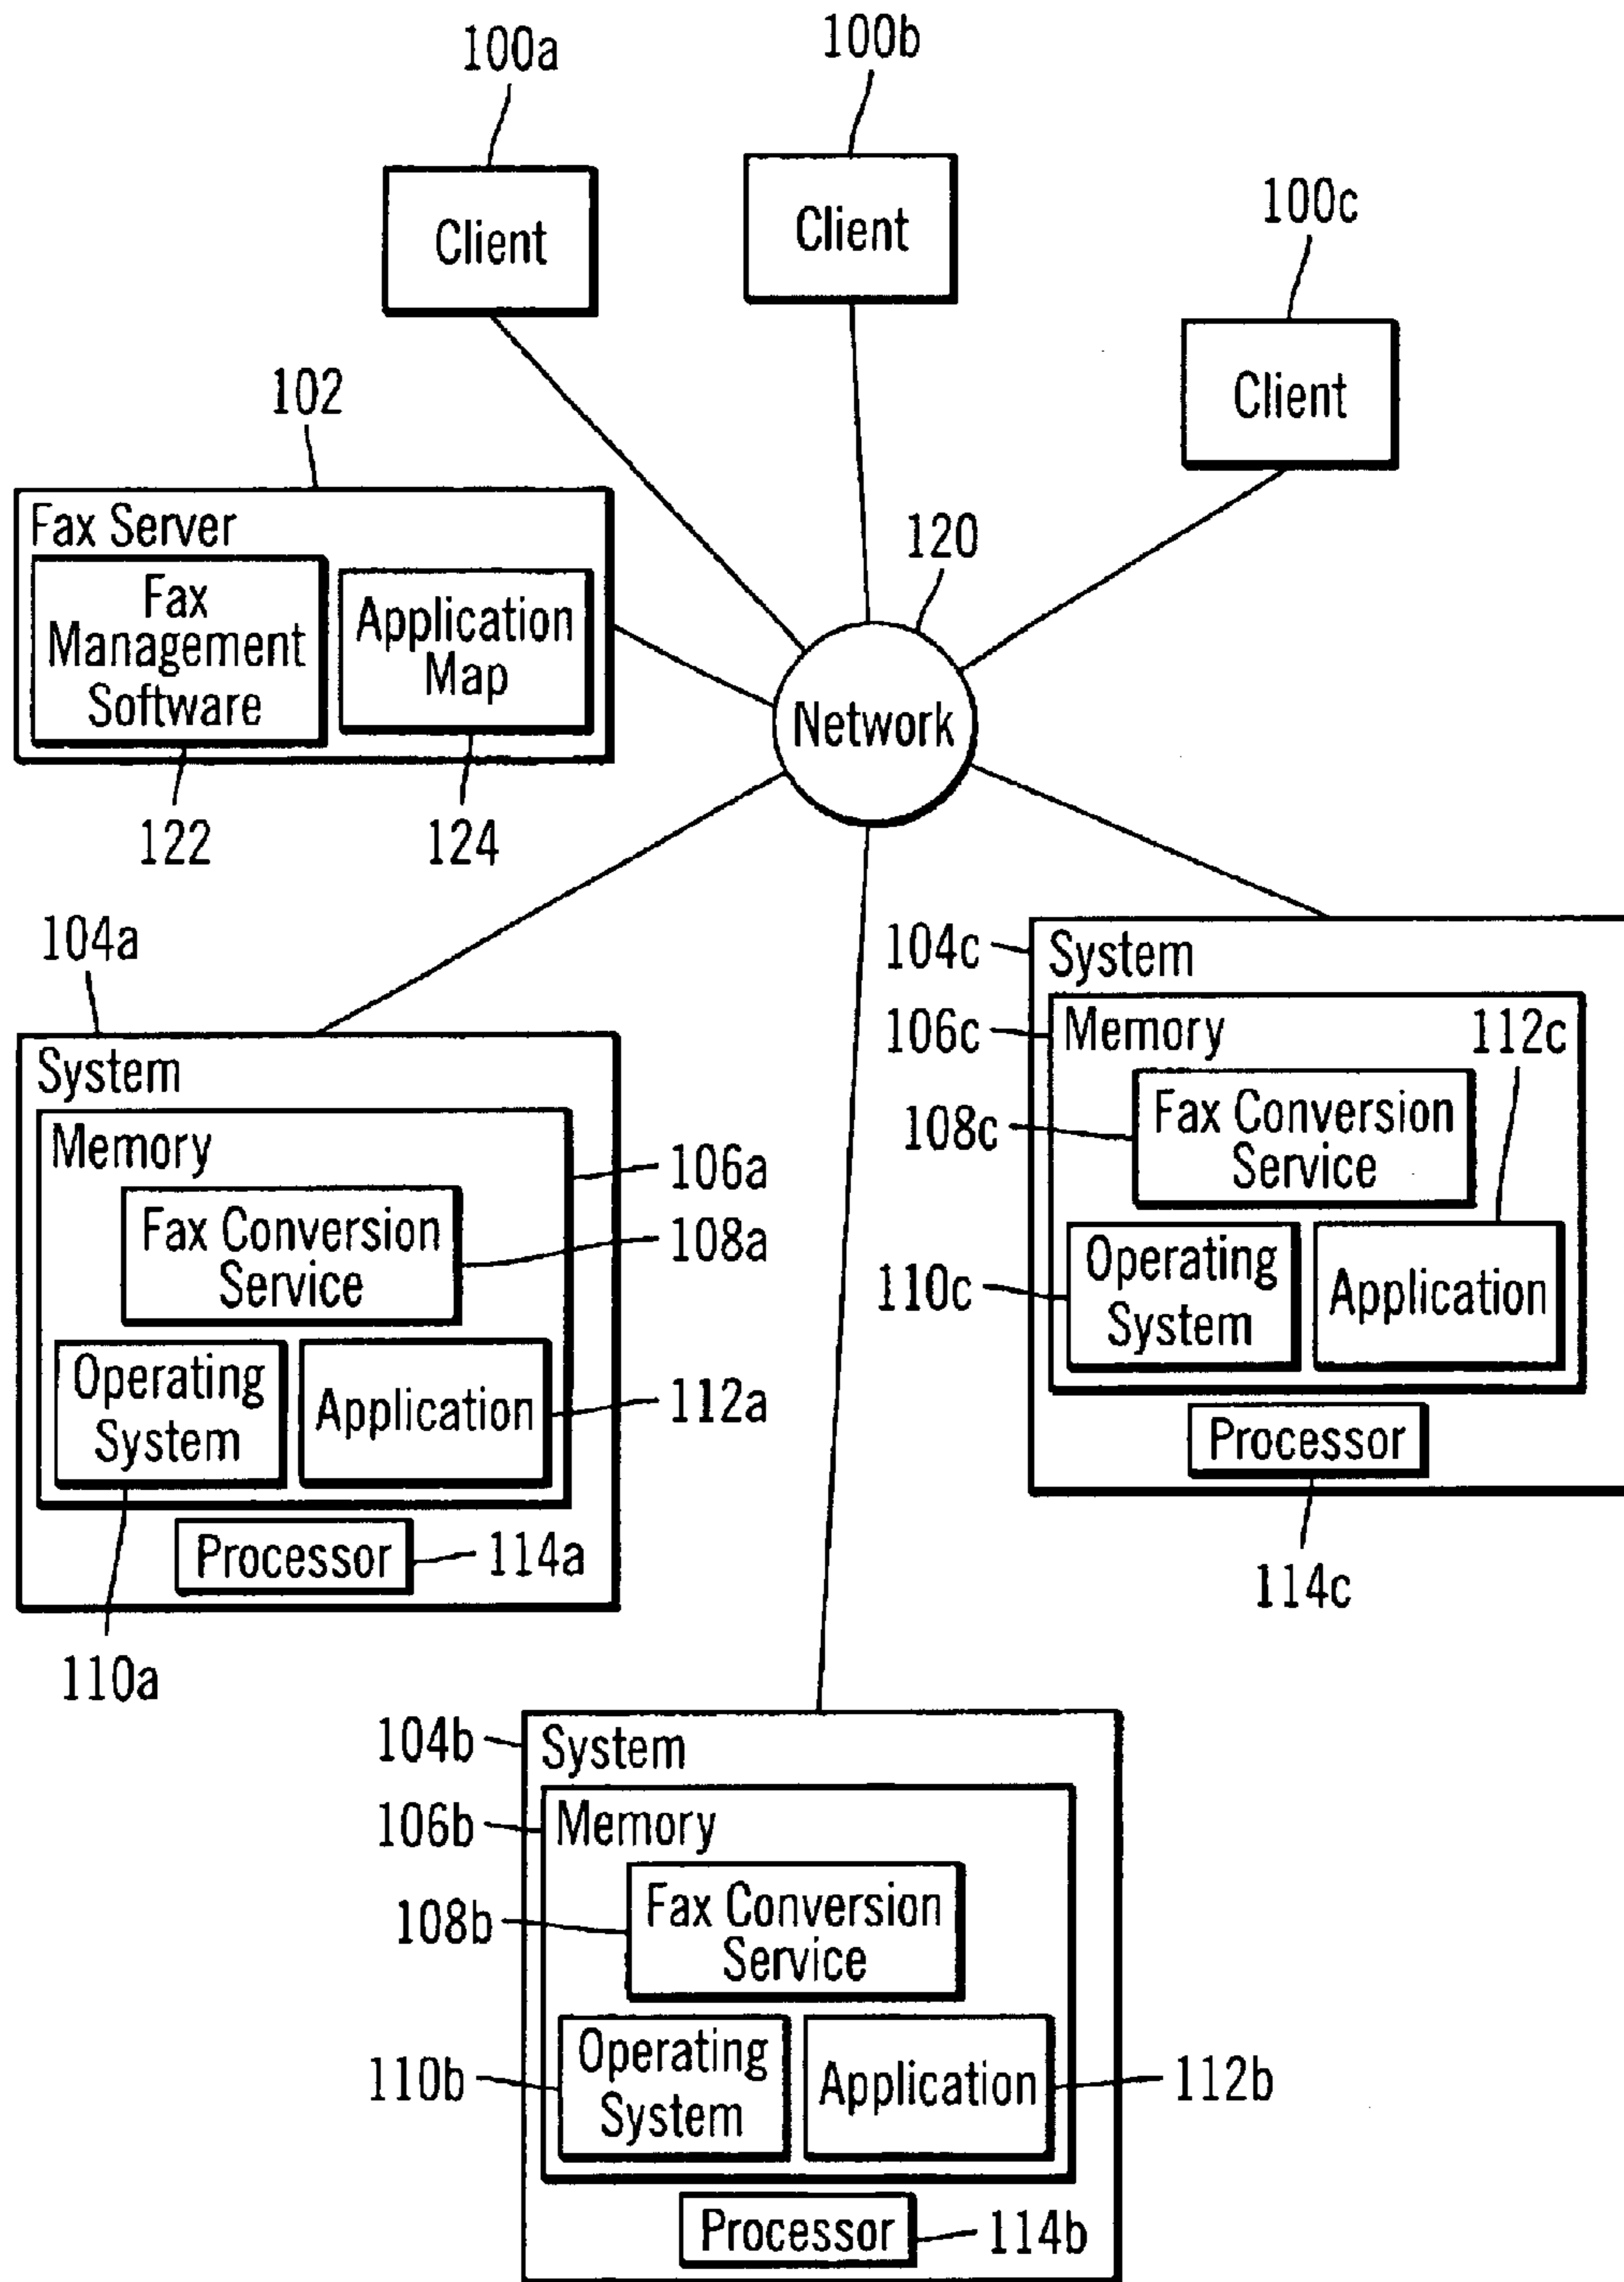 100a
100b
100c
Client
Client
Client
102
Fax Server
Fax
Management
Software
Application
Map
122
124
120
Network
104a
System
Memory
106a
Fax Conversion
Service
108a
Operating
System
Application
112a
Processor
114a
110a
104c
System
106c
Memory
112c
108c
Fax Conversion
Service
110c
Operating
System
Application
Processor
114c
104b
System
106b
Memory
108b
Fax Conversion
Service
110b
Operating
System
Application
112b
Processor
114b